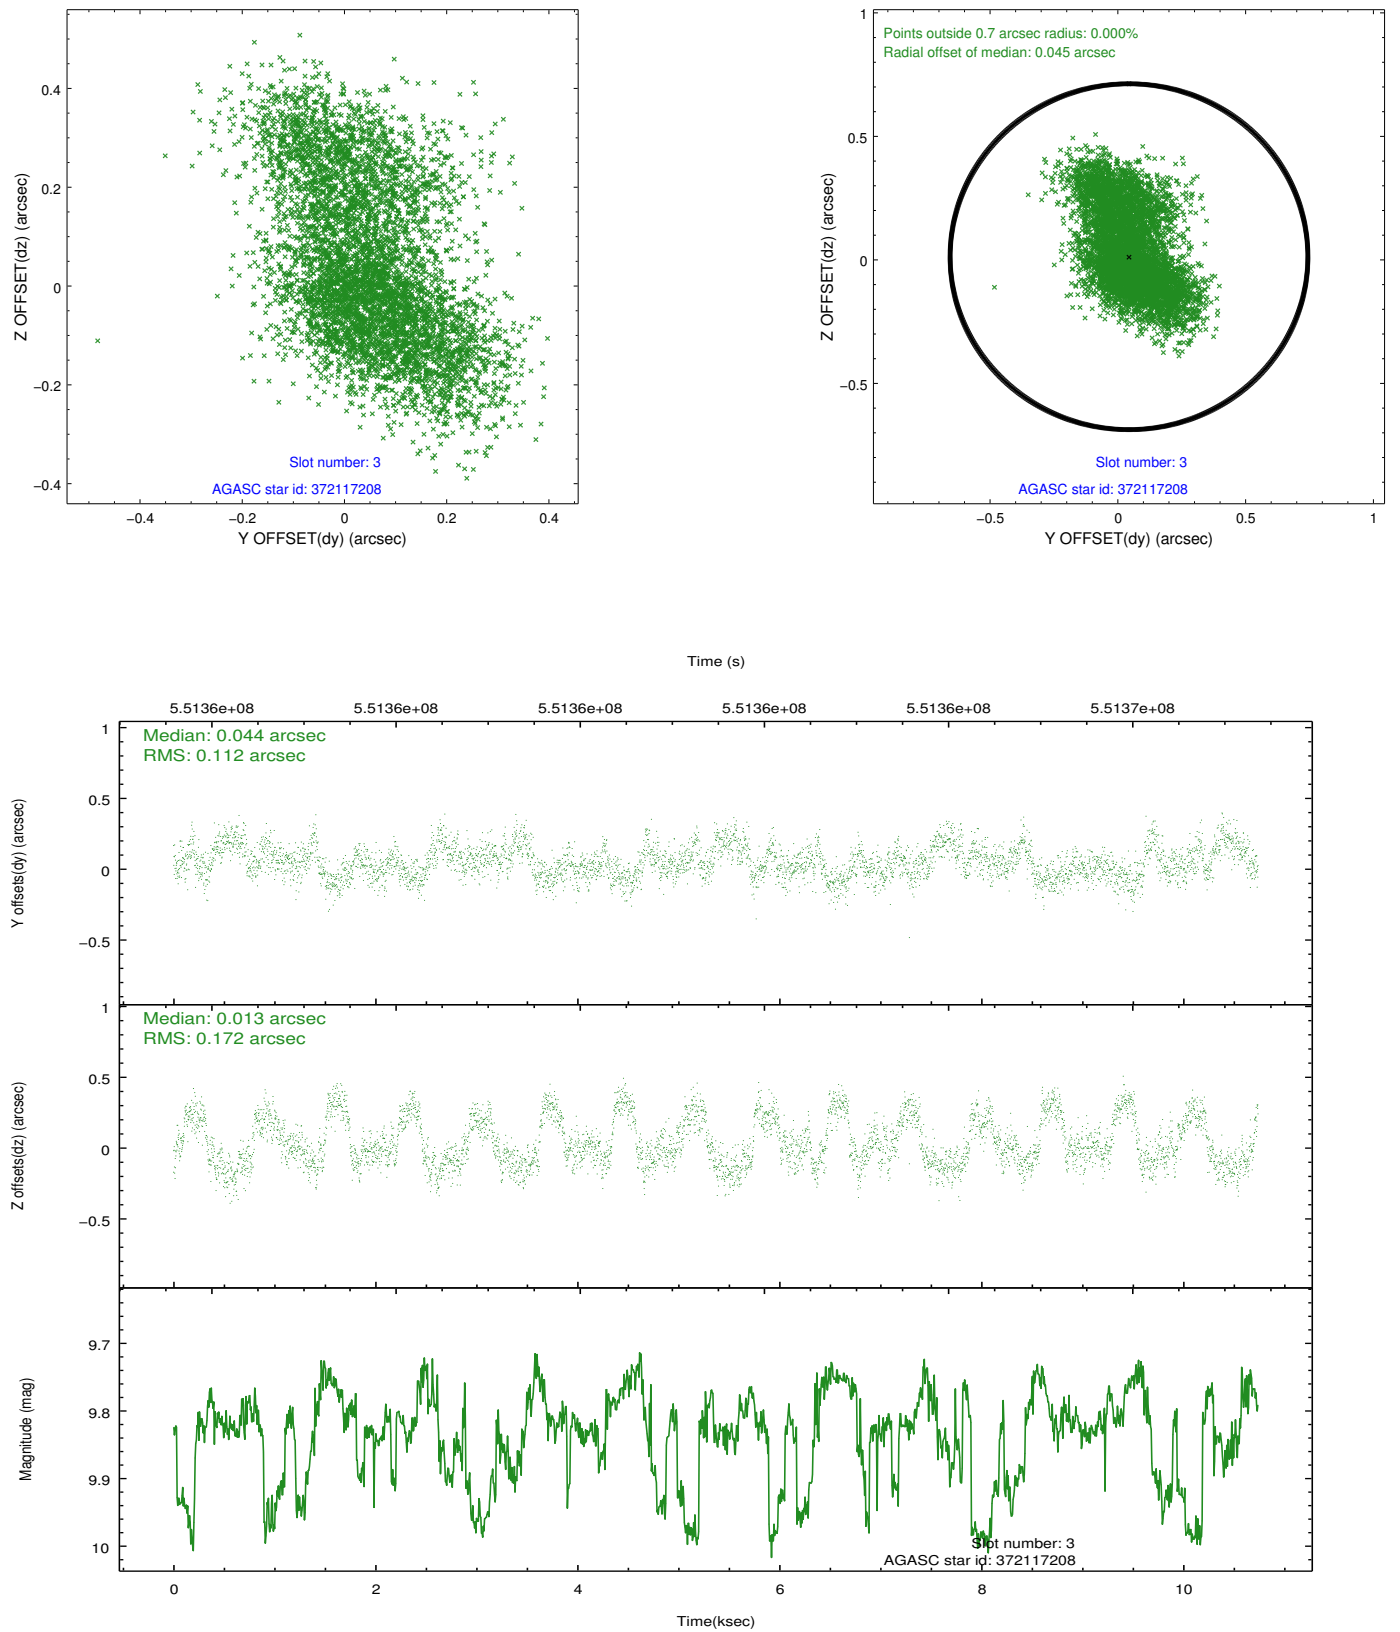 0.4
0.2
0
−0.2
−0.4
Z OFFSET(dz) (arcsec)
Slot number: 3
AGASC star id: 372117208
−0.4 −0.2 0 0.2 0.4
Y OFFSET(dy) (arcsec)
1
0.5
0
−0.5
Z OFFSET(dz) (arcsec)
Points outside 0.7 arcsec radius: 0.000%
Radial offset of median: 0.045 arcsec
Slot number: 3
AGASC star id: 372117208
−0.5 0 0.5 1
Y OFFSET(dy) (arcsec)
Time (s)
5.5136e+08 5.5136e+08 5.5136e+08 5.5136e+08 5.5136e+08 5.5137e+08
Median: 0.044 arcsec
RMS: 0.112 arcsec
1
0.5
0
−0.5
Y offsets(dy) (arcsec)
Median: 0.013 arcsec
RMS: 0.172 arcsec
1
0.5
0
−0.5
Z offsets(dz) (arcsec)
9.7
9.8
9.9
10
Magnitude (mag)
Slot number: 3
AGASC star id: 372117208
0 2 4 6 8 10
Time(ksec)